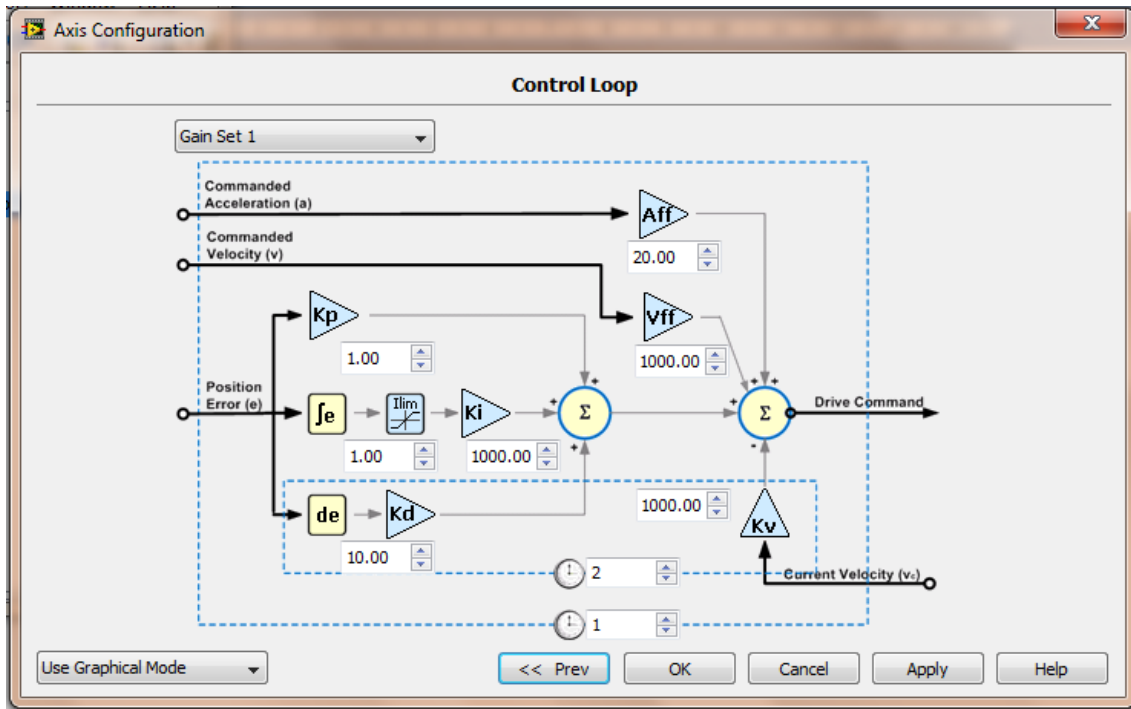 Axis Configuration
Control Loop
Gain Set 1
Commanded
Acceleration (a)
Aff
20.00
Commanded
Velocity (v)
Vff
1000.00
Kp
1.00
Position
Error (e)
∫e
Ilim
Ki
1.00
1000.00
Σ
+
+
+
Σ
+
+
+
-
Drive Command
de
Kd
10.00
1000.00
Kv
Current Velocity (vc)
2
1
Use Graphical Mode
<< Prev
OK
Cancel
Apply
Help